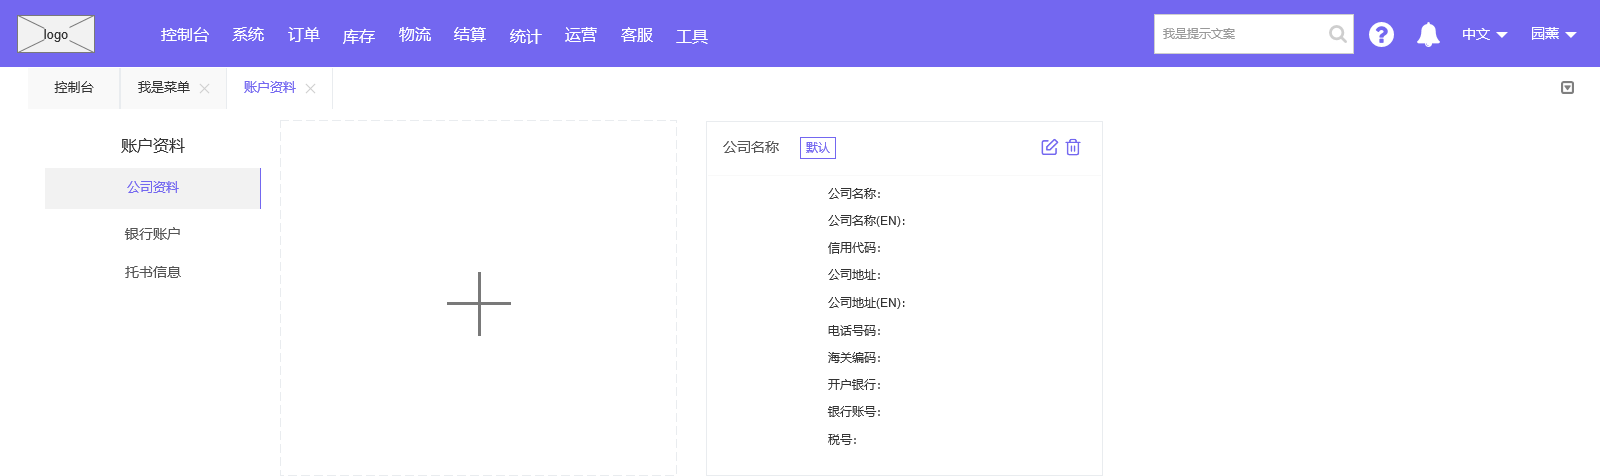 logo 控制台 系统 订单 库存 物流 结算 统计 运营 客服 工具 我是提示文案 ? 中文 园薰
控制台 我是菜单 账户资料
账户资料
公司资料
银行账户
托书信息
公司名称 默认
公司名称:
公司名称(EN):
信用代码:
公司地址:
公司地址(EN):
电话号码:
海关编码:
开户银行:
银行账号:
税号: